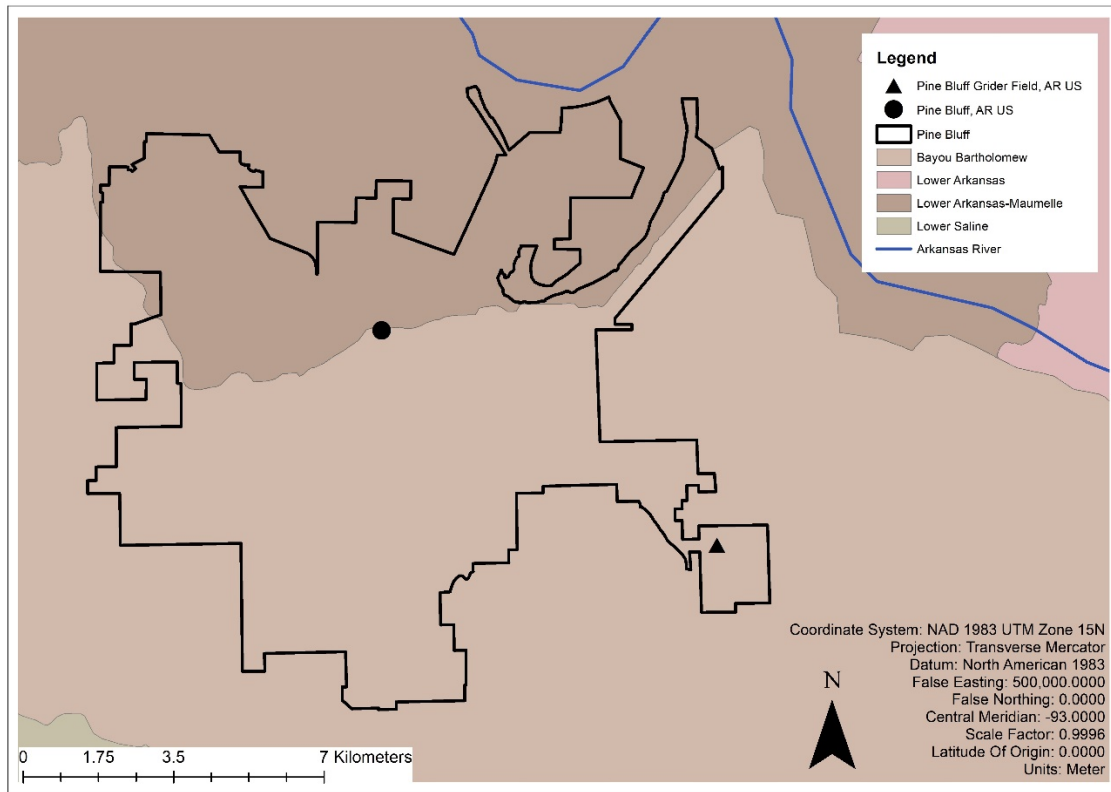 Legend
Pine Bluff Grider Field, AR US
Pine Bluff, AR US
Pine Bluff
Bayou Bartholomew
Lower Arkansas
Lower Arkansas-Maumelle
Lower Saline
Arkansas River
Coordinate System: NAD 1983 UTM Zone 15N
Projection: Transverse Mercator
Datum: North American 1983
False Easting: 500,000.0000
False Northing: 0.0000
Central Meridian: -93.0000
Scale Factor: 0.9996
Latitude Of Origin: 0.0000
Units: Meter
N
0 1.75 3.5 7 Kilometers